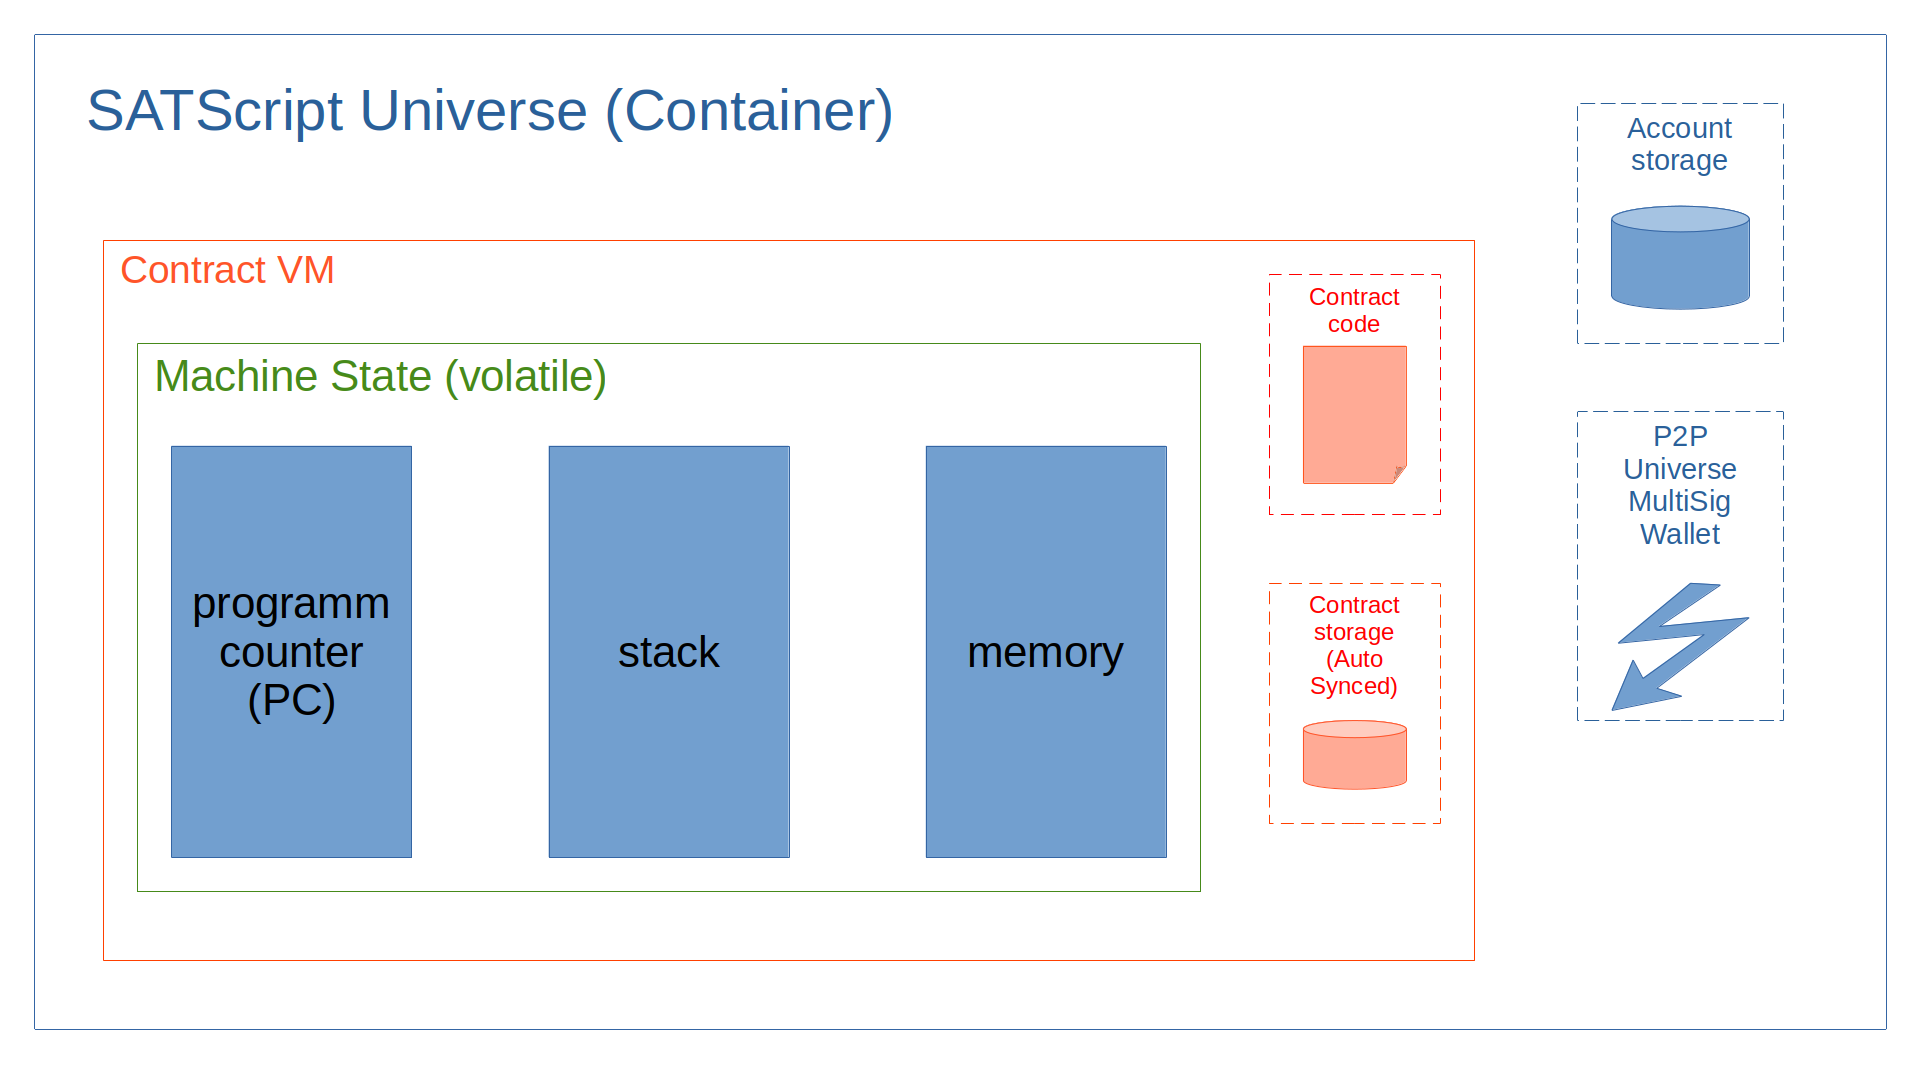 SATScript Universe (Container)
Account
storage
Contract VM
Contract
code
Machine State (volatile)
P2P
Universe
MultiSig
Wallet
programm
counter
(PC)
stack
memory
Contract
storage
(Auto
Synced)